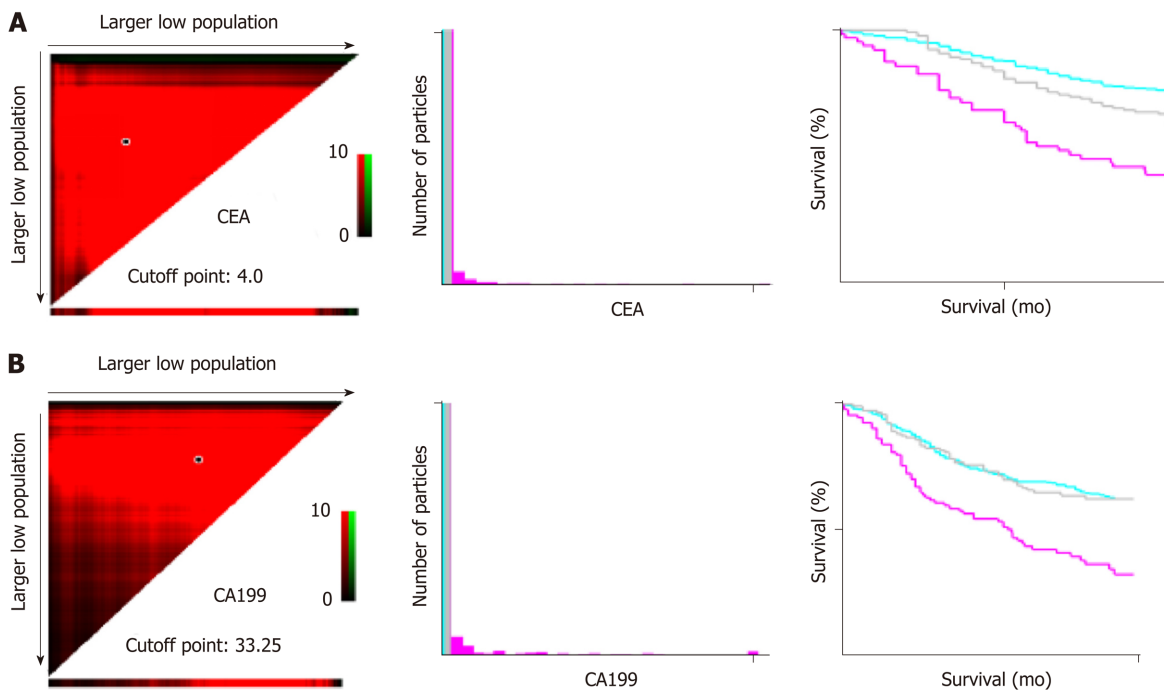 A
Larger low population
Larger low population
10
0
CEA
Cutoff point: 4.0
Number of particles
CEA
Survival (%)
Survival (mo)
B
Larger low population
Larger low population
10
0
CA199
Cutoff point: 33.25
Number of particles
CA199
Survival (%)
Survival (mo)